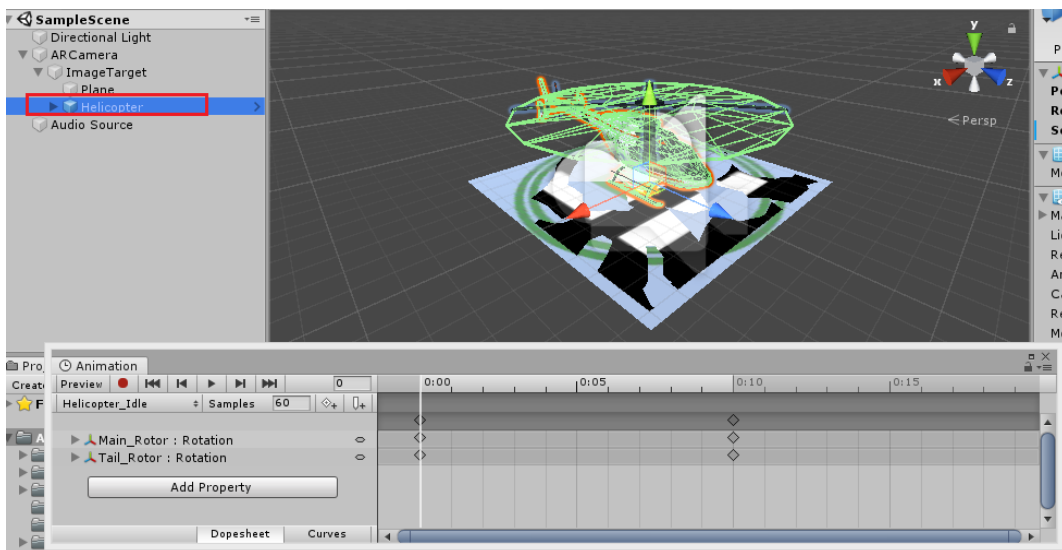 SampleScene
Directional Light
ARCamera
ImageTarget
Plane
Helicopter
Audio Source
y
x
z
Persp
Animation
Preview
0
0:00
0:05
0:10
0:15
Helicopter_Idle
Samples
60
Main_Rotor : Rotation
Tail_Rotor : Rotation
Add Property
Dopesheet
Curves